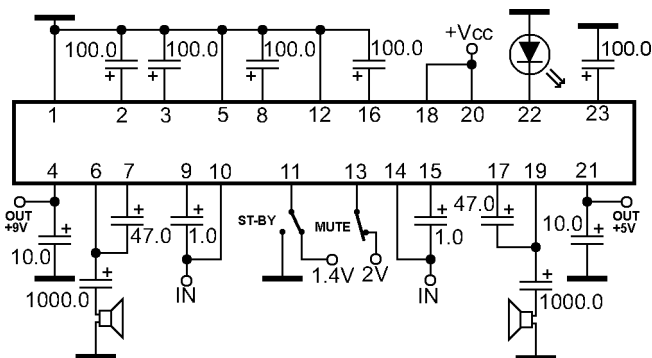 +Vcc
100.0 100.0 100.0 100.0 100.0
1 2 3 5 8 12 16 18 20 22 23
4 6 7 9 10 11 13 14 15 17 19 21
OUT
+9V
10.0
47.0
1.0
ST-BY
MUTE
1.4V
2V
47.0
1.0
10.0
OUT
+5V
1000.0
IN
IN
1000.0